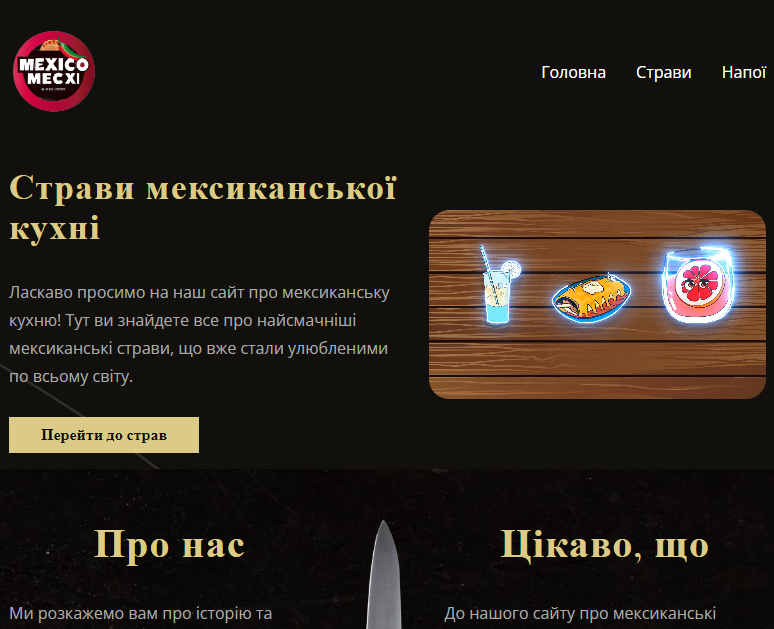 MEXICO
MECXI
Головна Страви Напої
Страви мексиканської
кухні
Ласкаво просимо на наш сайт про мексиканську
кухню! Тут ви знайдете все про найсмачніші
мексиканські страви, що вже стали улюбленими
по всьому світу.
Перейти до страв
Про нас
Ми розкажемо вам про історію та
Цікаво, що
До нашого сайту про мексиканські